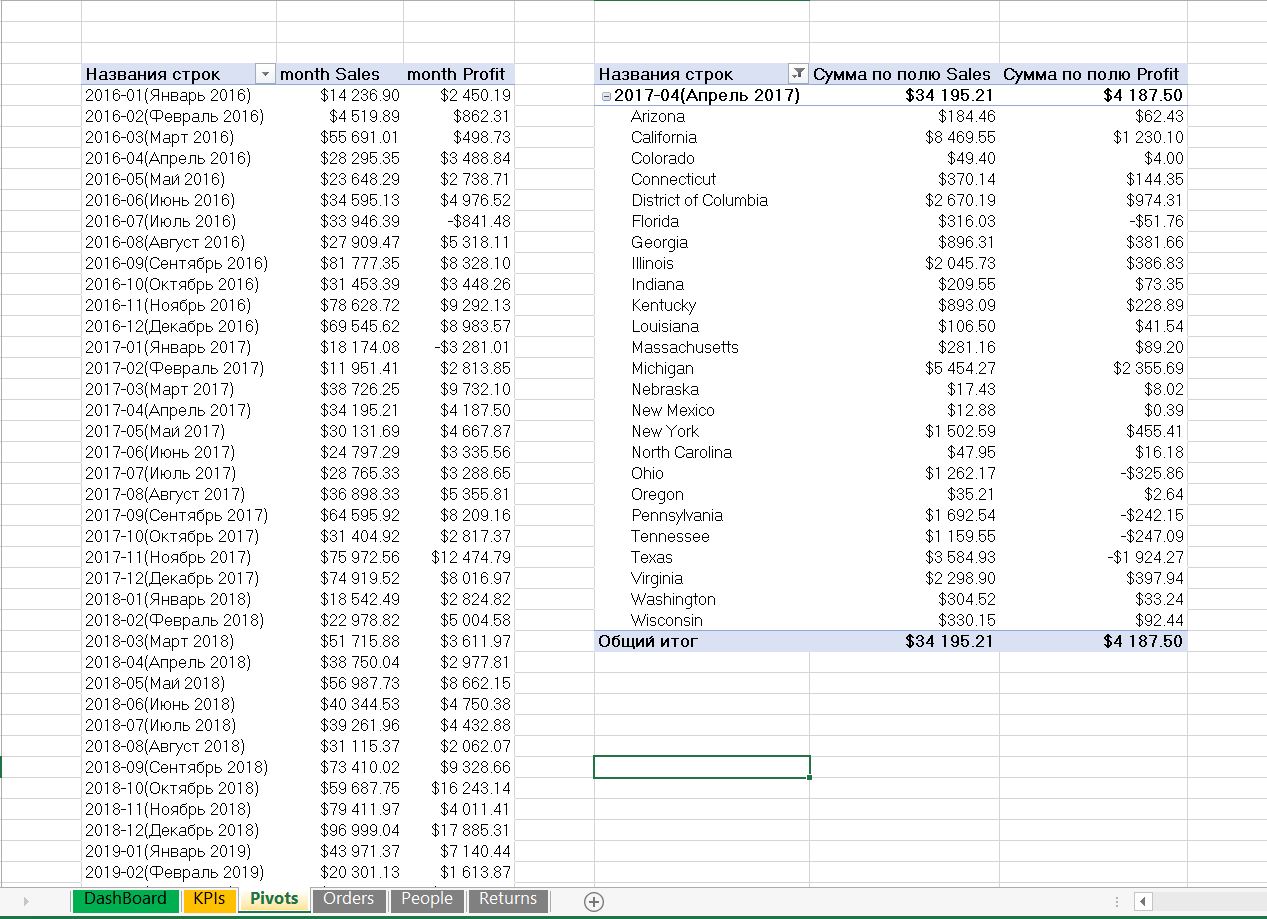 Названия строк month Sales month Profit
2016-01(Январь 2016) $14 236.90 $2 450.19
2016-02(Февраль 2016) $4 519.89 $862.31
2016-03(Март 2016) $55 691.01 $498.73
2016-04(Апрель 2016) $28 295.35 $3 488.84
2016-05(Май 2016) $23 648.29 $2 738.71
2016-06(Июнь 2016) $34 595.13 $4 976.52
2016-07(Июль 2016) $33 946.39 -$841.48
2016-08(Август 2016) $27 909.47 $5 318.11
2016-09(Сентябрь 2016) $81 777.35 $8 328.10
2016-10(Октябрь 2016) $31 453.39 $3 448.26
2016-11(Ноябрь 2016) $78 628.72 $9 292.13
2016-12(Декабрь 2016) $69 545.62 $8 983.57
2017-01(Январь 2017) $18 174.08 -$3 281.01
2017-02(Февраль 2017) $11 951.41 $2 813.85
2017-03(Март 2017) $38 726.25 $9 732.10
2017-04(Апрель 2017) $34 195.21 $4 187.50
2017-05(Май 2017) $30 131.69 $4 667.87
2017-06(Июнь 2017) $24 797.29 $3 335.56
2017-07(Июль 2017) $28 765.33 $3 288.65
2017-08(Август 2017) $36 898.33 $5 355.81
2017-09(Сентябрь 2017) $64 595.92 $8 209.16
2017-10(Октябрь 2017) $31 404.92 $2 817.37
2017-11(Ноябрь 2017) $75 972.56 $12 474.79
2017-12(Декабрь 2017) $74 919.52 $8 016.97
2018-01(Январь 2018) $18 542.49 $2 824.82
2018-02(Февраль 2018) $22 978.82 $5 004.58
2018-03(Март 2018) $51 715.88 $3 611.97
2018-04(Апрель 2018) $38 750.04 $2 977.81
2018-05(Май 2018) $56 987.73 $8 662.15
2018-06(Июнь 2018) $40 344.53 $4 750.38
2018-07(Июль 2018) $39 261.96 $4 432.88
2018-08(Август 2018) $31 115.37 $2 062.07
2018-09(Сентябрь 2018) $73 410.02 $9 328.66
2018-10(Октябрь 2018) $59 687.75 $16 243.14
2018-11(Ноябрь 2018) $79 411.97 $4 011.41
2018-12(Декабрь 2018) $96 999.04 $17 885.31
2019-01(Январь 2019) $43 971.37 $7 140.44
2019-02(Февраль 2019) $20 301.13 $1 613.87
Названия строк Сумма по полю Sales Сумма по полю Profit
2017-04(Апрель 2017) $34 195.21 $4 187.50
Arizona $184.46 $62.43
California $8 469.55 $1 230.10
Colorado $49.40 $4.00
Connecticut $370.14 $144.35
District of Columbia $2 670.19 $974.31
Florida $316.03 -$51.76
Georgia $896.31 $381.66
Illinois $2 045.73 $386.83
Indiana $209.55 $73.35
Kentucky $893.09 $228.89
Louisiana $106.50 $41.54
Massachusetts $281.16 $89.20
Michigan $5 454.27 $2 355.69
Nebraska $17.43 $8.02
New Mexico $12.88 $0.39
New York $1 502.59 $455.41
North Carolina $47.95 $16.18
Ohio $1 262.17 -$325.86
Oregon $35.21 $2.64
Pennsylvania $1 692.54 -$242.15
Tennessee $1 159.55 -$247.09
Texas $3 584.93 -$1 924.27
Virginia $2 298.90 $397.94
Washington $304.52 $33.24
Wisconsin $330.15 $92.44
Общий итог $34 195.21 $4 187.50
DashBoard KPIs Pivots Orders People Returns